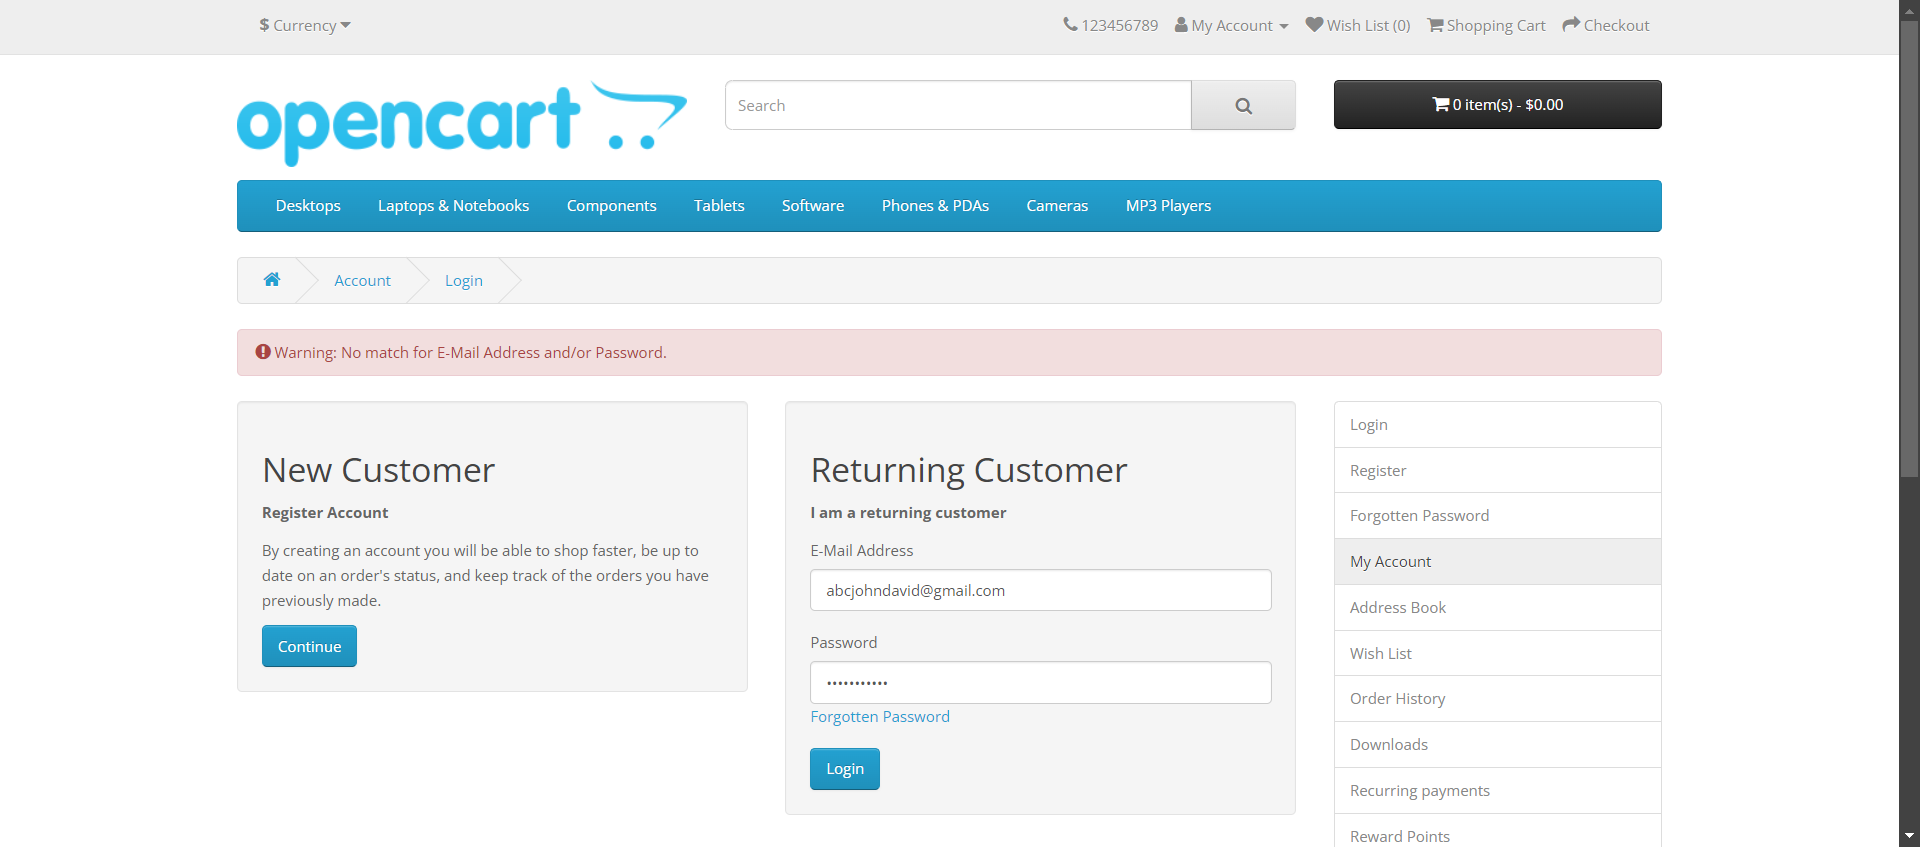 $ Currency
123456789 My Account Wish List (0) Shopping Cart Checkout
opencart
Search
0 item(s) - $0.00
Desktops Laptops & Notebooks Components Tablets Software Phones & PDAs Cameras MP3 Players
Account Login
Warning: No match for E-Mail Address and/or Password.
New Customer
Register Account
By creating an account you will be able to shop faster, be up to
date on an order's status, and keep track of the orders you have
previously made.
Continue
Returning Customer
I am a returning customer
E-Mail Address
abcjohndavid@gmail.com
Password
•••••••••••
Forgotten Password
Login
Login
Register
Forgotten Password
My Account
Address Book
Wish List
Order History
Downloads
Recurring payments
Reward Points